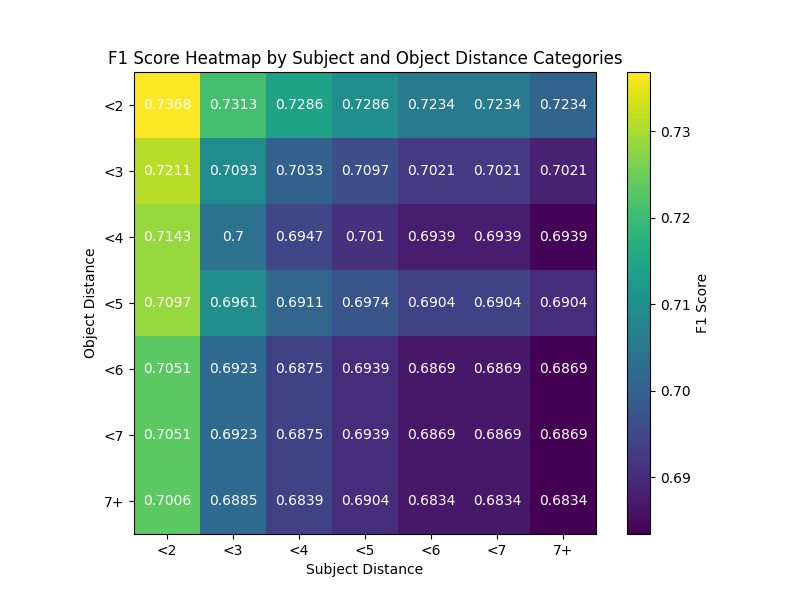 F1 Score Heatmap by Subject and Object Distance Categories
<2 0.7368 0.7313 0.7286 0.7286 0.7234 0.7234 0.7234
<3 0.7211 0.7093 0.7033 0.7097 0.7021 0.7021 0.7021
<4 0.7143 0.7 0.6947 0.701 0.6939 0.6939 0.6939
<5 0.7097 0.6961 0.6911 0.6974 0.6904 0.6904 0.6904
<6 0.7051 0.6923 0.6875 0.6939 0.6869 0.6869 0.6869
<7 0.7051 0.6923 0.6875 0.6939 0.6869 0.6869 0.6869
7+ 0.7006 0.6885 0.6839 0.6904 0.6834 0.6834 0.6834
<2 <3 <4 <5 <6 <7 7+
Subject Distance
Object Distance
0.73
0.72
0.71
0.70
0.69
F1 Score